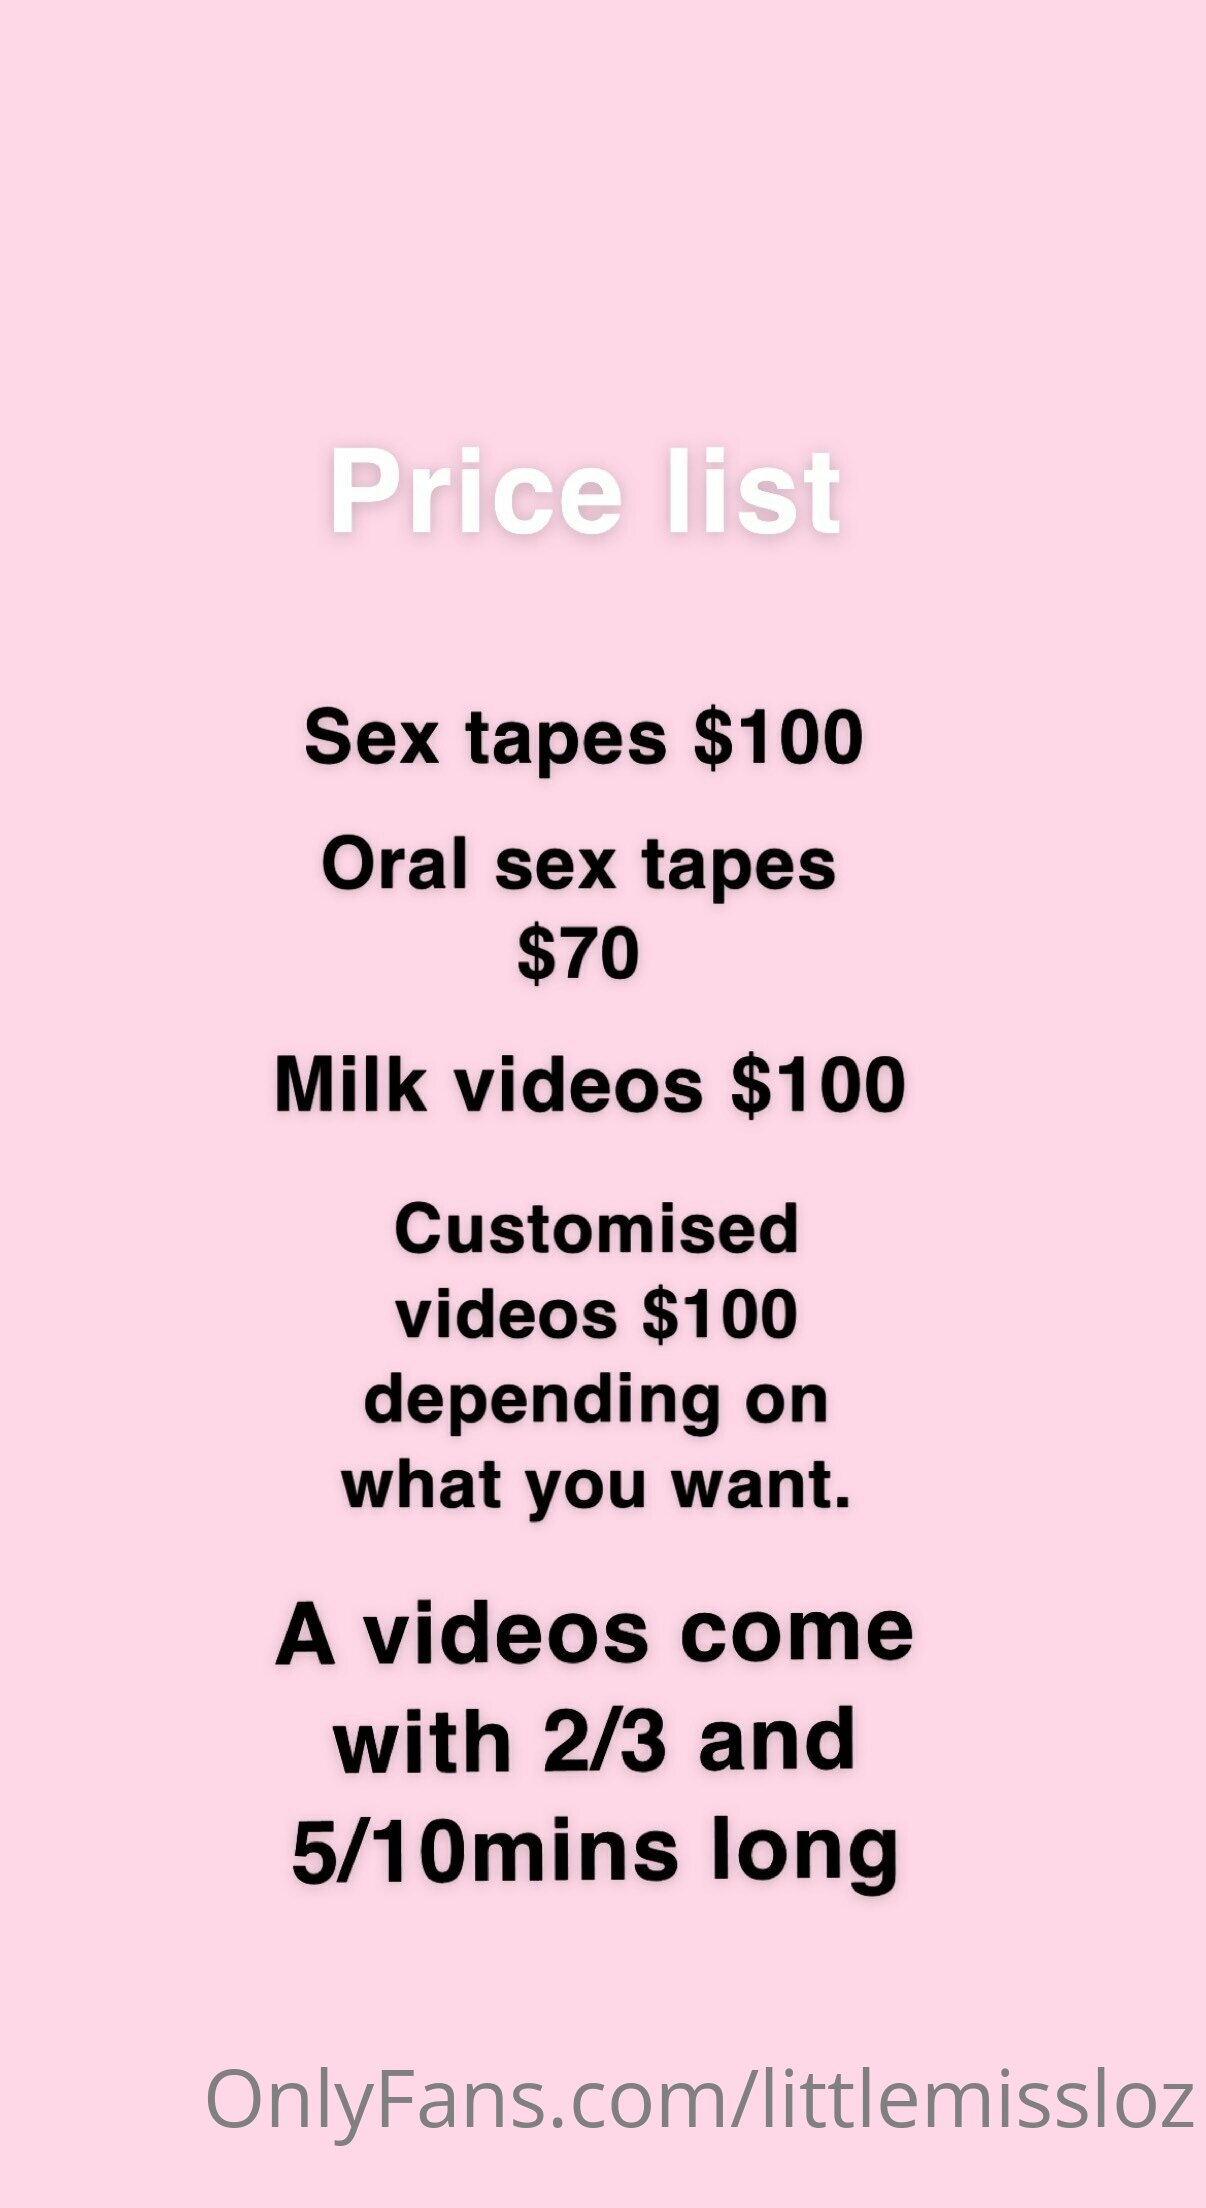 Price list
Sex tapes $100
Oral sex tapes
$70
Milk videos $100
Customised
videos $100
depending on
what you want.
A videos come
with 2/3 and
5/10mins long
OnlyFans.com/littlemissloz